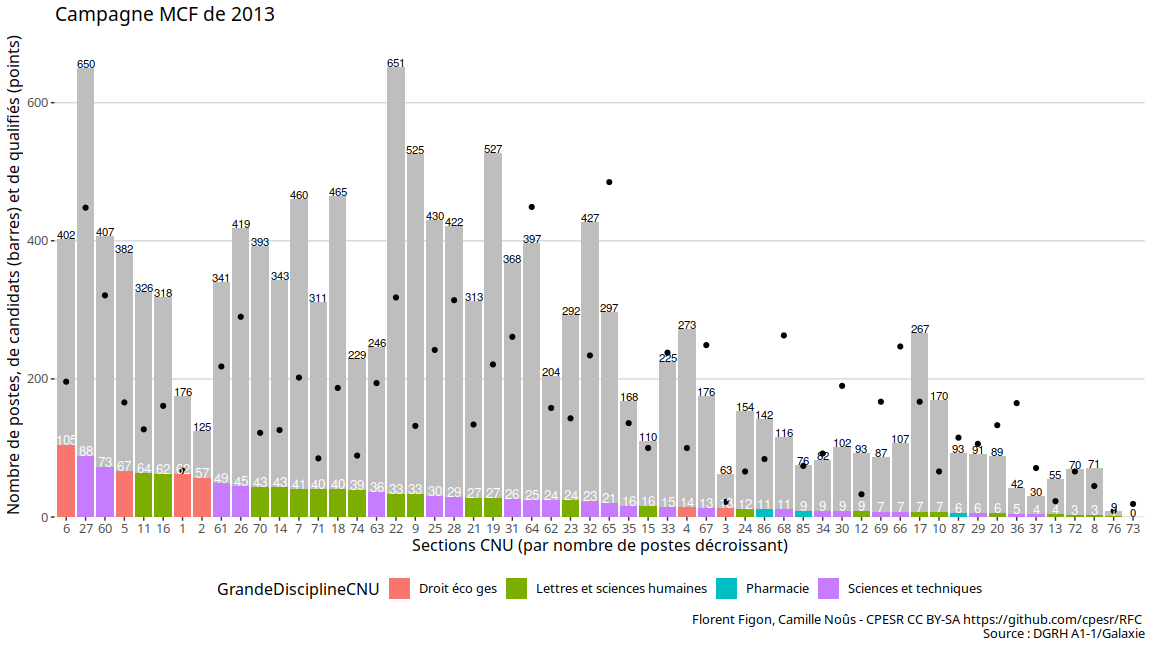 Campagne MCF de 2013
Nombre de postes, de candidats (barres) et de qualifiés (points)
600
400
200
0
402 650 407 382 326 318 176 125 341 419 393 343 460 311 465 229 246 651 525 430 422 313 527 368 397 204 292 427 297 168 110 225 273 176 63 154 142 116 76 82 102 93 87 107 267 170 93 91 89 42 30 55 70 71 9 0
105 88 73 67 64 62 62 57 49 45 43 43 41 40 40 39 36 33 33 30 29 27 27 26 25 24 24 23 21 16 16 15 14 13 13 12 11 11 9 9 9 9 7 7 7 7 6 6 6 5 4 4 3 3
6 27 60 5 11 16 1 2 61 26 70 14 7 71 18 74 63 22 9 25 28 21 19 31 64 62 23 32 65 35 15 33 4 67 3 24 86 68 85 34 30 12 69 66 17 10 87 29 20 36 37 13 72 8 76 73
Sections CNU (par nombre de postes décroissant)
GrandeDisciplineCNU Droit éco ges Lettres et sciences humaines Pharmacie Sciences et techniques
Florent Figon, Camille Noûs - CPESR CC BY-SA https://github.com/cpesr/RFC
Source : DGRH A1-1/Galaxie